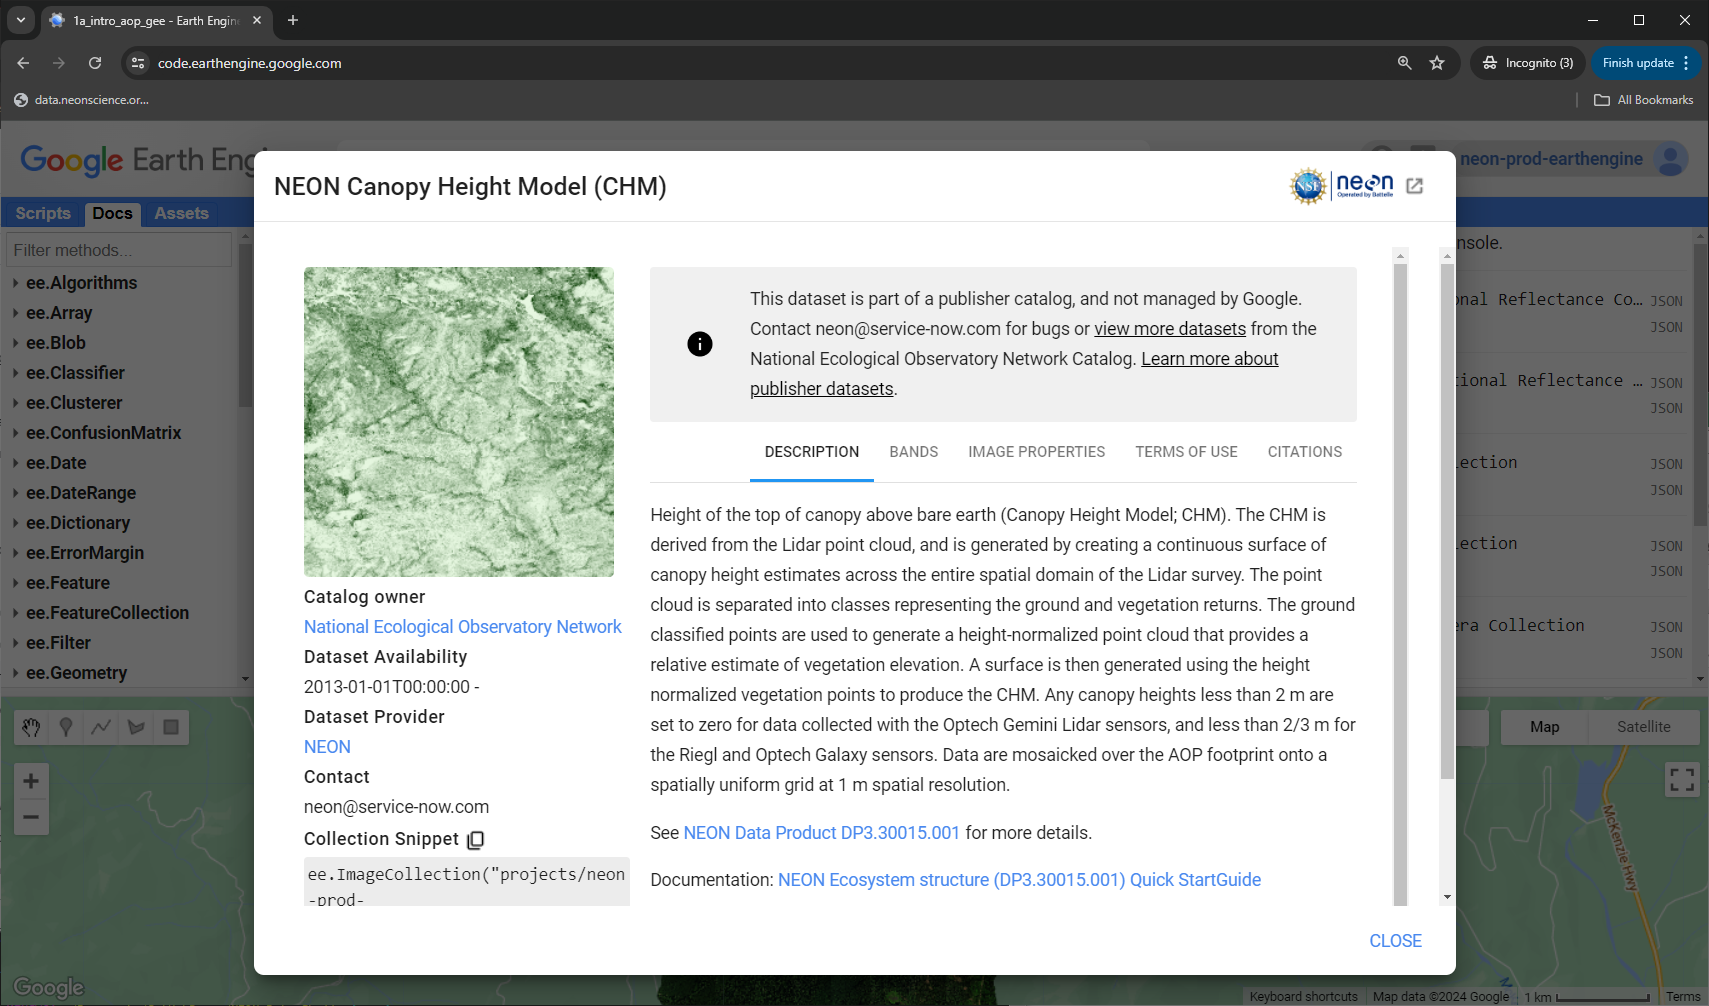 1a_intro_aop_gee - Earth Engine
code.earthengine.google.com
Incognito (3)
Finish update
data.neonscience.or...
All Bookmarks
Google Earth Eng
neon-prod-earthengine
Scripts
Docs
Assets
Filter methods...
ee.Algorithms
ee.Array
ee.Blob
ee.Classifier
ee.Clusterer
ee.ConfusionMatrix
ee.Date
ee.DateRange
ee.Dictionary
ee.ErrorMargin
ee.Feature
ee.FeatureCollection
ee.Filter
ee.Geometry
NEON Canopy Height Model (CHM)
NSF
neon
Operated by Battelle
This dataset is part of a publisher catalog, and not managed by Google.
Contact neon@service-now.com for bugs or view more datasets from the
National Ecological Observatory Network Catalog. Learn more about
publisher datasets.
DESCRIPTION
BANDS
IMAGE PROPERTIES
TERMS OF USE
CITATIONS
Height of the top of canopy above bare earth (Canopy Height Model; CHM). The CHM is
derived from the Lidar point cloud, and is generated by creating a continuous surface of
canopy height estimates across the entire spatial domain of the Lidar survey. The point
cloud is separated into classes representing the ground and vegetation returns. The ground
classified points are used to generate a height-normalized point cloud that provides a
relative estimate of vegetation elevation. A surface is then generated using the height
normalized vegetation points to produce the CHM. Any canopy heights less than 2 m are
set to zero for data collected with the Optech Gemini Lidar sensors, and less than 2/3 m for
the Riegl and Optech Galaxy sensors. Data are mosaicked over the AOP footprint onto a
spatially uniform grid at 1 m spatial resolution.
See NEON Data Product DP3.30015.001 for more details.
Documentation: NEON Ecosystem structure (DP3.30015.001) Quick StartGuide
Catalog owner
National Ecological Observatory Network
Dataset Availability
2013-01-01T00:00:00 -
Dataset Provider
NEON
Contact
neon@service-now.com
Collection Snippet
ee.ImageCollection("projects/neon
-prod-
CLOSE
nsole.
onal Reflectance Co... JSON
JSON
tional Reflectance ... JSON
JSON
lection JSON
JSON
lection JSON
JSON
era Collection JSON
JSON
Map
Satellite
McKenzie Hwy
Google
Keyboard shortcuts
Map data ©2024 Google
1 km
Terms